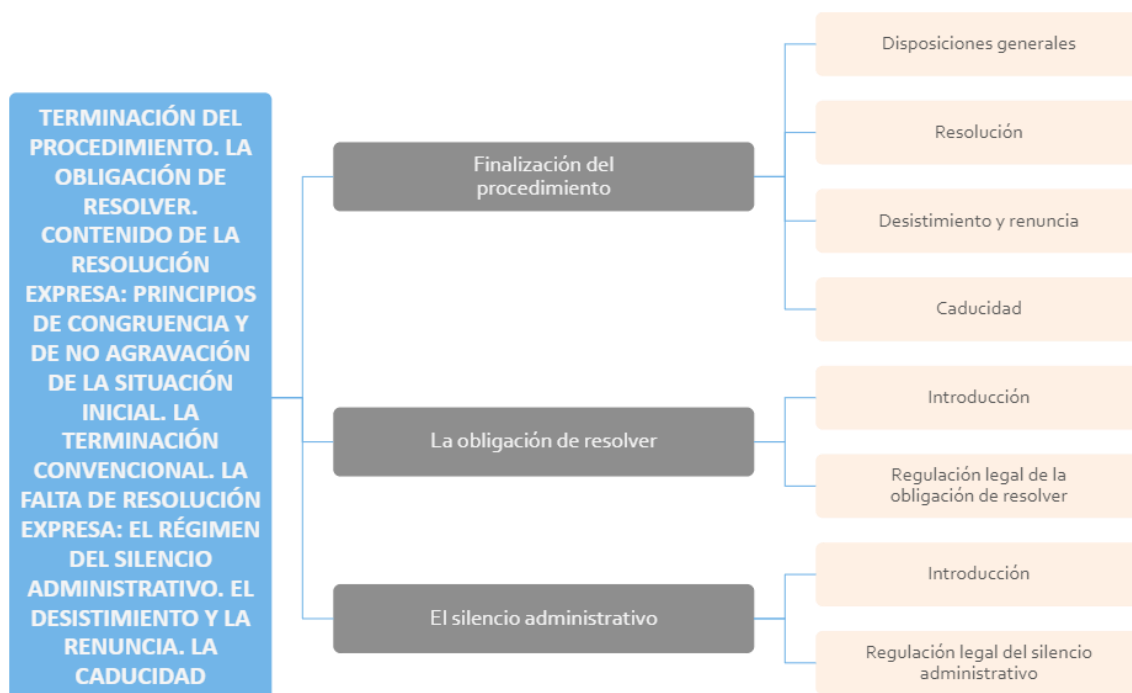 TERMINACIÓN DEL
PROCEDIMIENTO. LA
OBLIGACIÓN DE
RESOLVER.
CONTENIDO DE LA
RESOLUCIÓN
EXPRESA: PRINCIPIOS
DE CONGRUENCIA Y
DE NO AGRAVACIÓN
DE LA SITUACIÓN
INICIAL. LA
TERMINACIÓN
CONVENCIONAL. LA
FALTA DE RESOLUCIÓN
EXPRESA: EL RÉGIMEN
DEL SILENCIO
ADMINISTRATIVO. EL
DESISTIMIENTO Y LA
RENUNCIA. LA
CADUCIDAD
Finalización del
procedimiento
Disposiciones generales
Resolución
Desistimiento y renuncia
Caducidad
La obligación de resolver
Introducción
Regulación legal de la
obligación de resolver
El silencio administrativo
Introducción
Regulación legal del silencio
administrativo